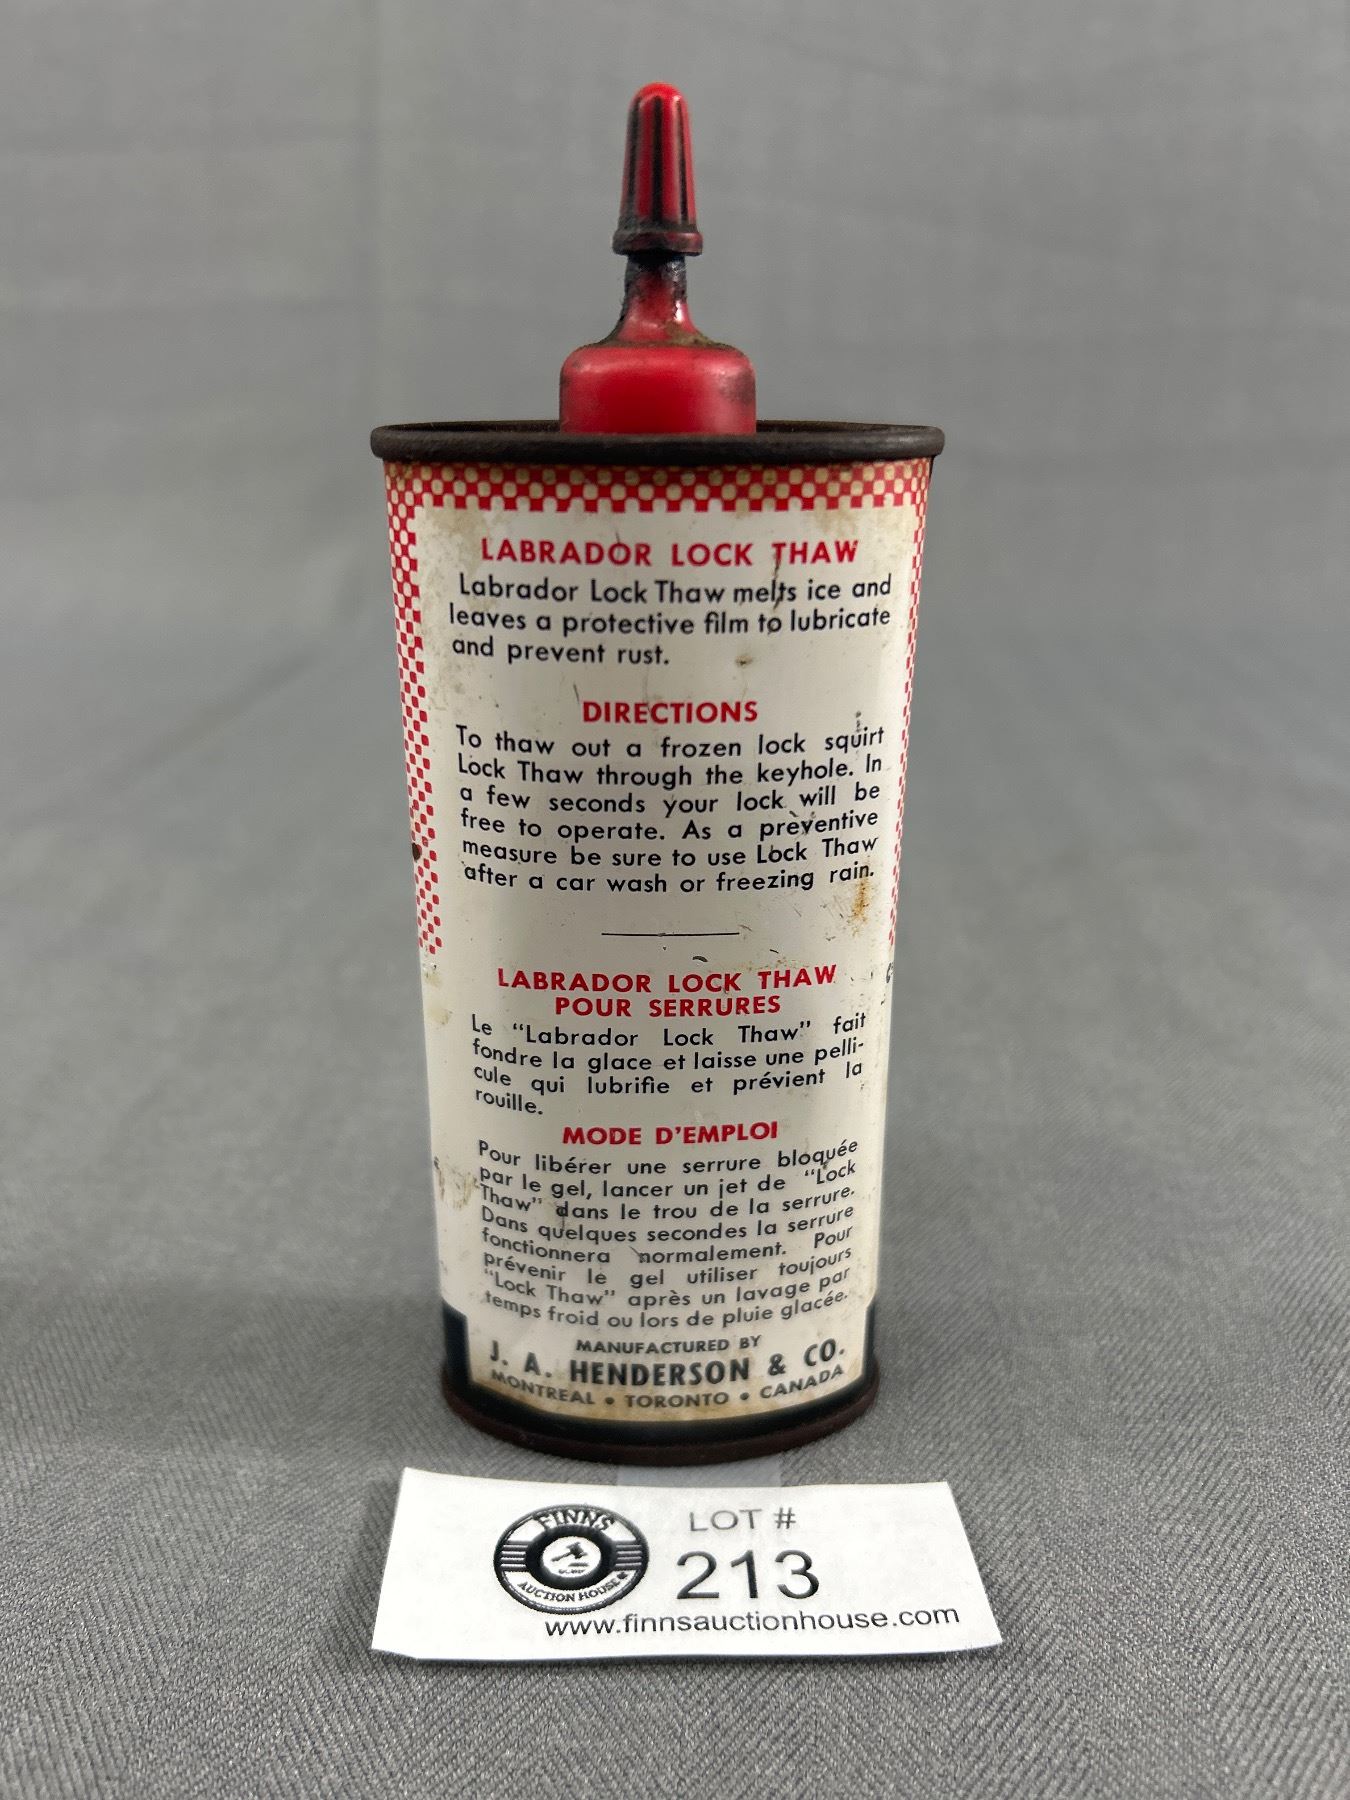 LABRADOR LOCK THAW
Labrador Lock Thaw melts ice and
leaves a protective film to lubricate
and prevent rust.
DIRECTIONS
To thaw out a frozen lock squirt
Lock Thaw through the keyhole. In
a few seconds your lock will be
free to operate. As a preventive
measure be sure to use Lock Thaw
after a car wash or freezing rain.
LABRADOR LOCK THAW
POUR SERRURES
Le "Labrador Lock Thaw" fait
fondre la glace et laisse une pelli-
cule qui lubrifie et prévient la
rouille.
MODE D'EMPLOI
Pour libérer une serrure bloquée
par le gel, lancer un jet de "Lock
Thaw" dans le trou de la serrure.
Dans quelques secondes la serrure
fonctionnera normalement. Pour
prévenir le gel utiliser toujours
"Lock Thaw" après un lavage par
temps froid ou lors de pluie glacée.
MANUFACTURED BY
J. A. HENDERSON & CO.
MONTREAL • TORONTO • CANADA
FINNS
AUCTION HOUSE
LOT #
213
www.finnsauctionhouse.com